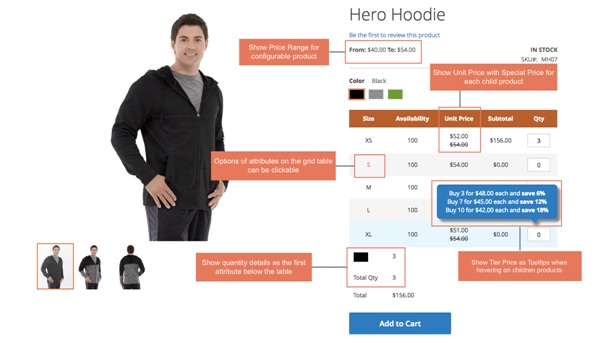 Hero Hoodie
Be the first to review this product
Show Price Range for
configurable product
From: $40.00 To: $54.00
IN STOCK
SKU#: MH07
Show Unit Price with Special Price for
each child product
Color Black
Size Availability Unit Price Subtotal Qty
XS 100 $52.00 $156.00 3
$54.00
Options of attributes on the grid table
can be clickable
S 100 $54.00 $0.00 0
M 100
L 100
Buy 3 for $48.00 each and save 6%
Buy 7 for $45.00 each and save 12%
Buy 10 for $42.00 each and save 18%
XL 100 $51.00 $0.00 0
$54.00
Show quantity details as the first
attribute below the table
3
Total Qty 3
Show Tier Price as Tooltips when
hovering on children products
Total $156.00
Add to Cart